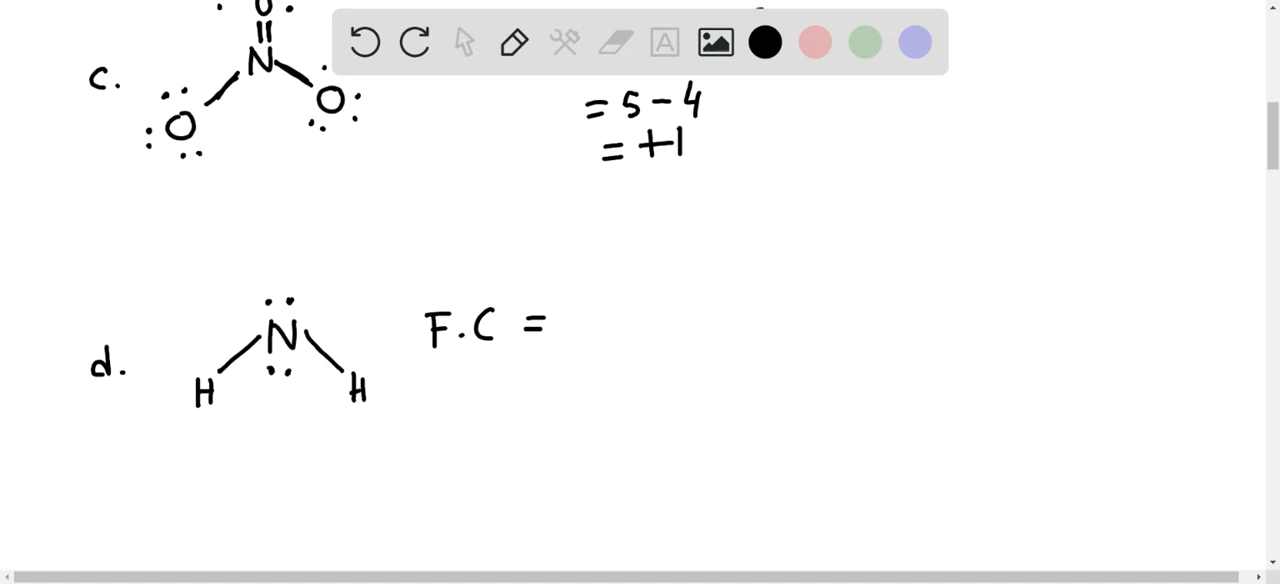 O
N
c.
O
O
= 5 - 4
= +1
N
F.C =
d.
H
H
A